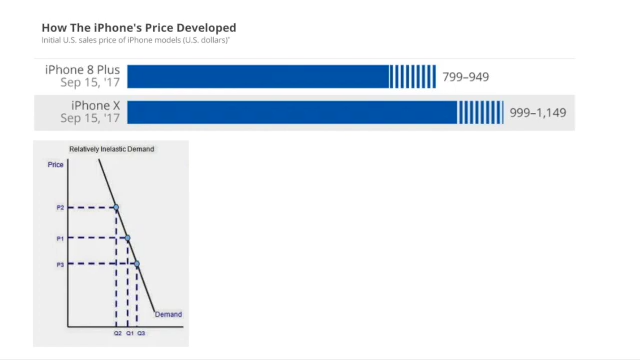 How The iPhone's Price Developed
Initial U.S. sales price of iPhone models (U.S. dollars)*
iPhone 8 Plus
Sep 15, '17
799–949
iPhone X
Sep 15, '17
999–1,149
Relatively Inelastic Demand
Price
P2
P1
P3
Demand
Q2 Q1 Q3